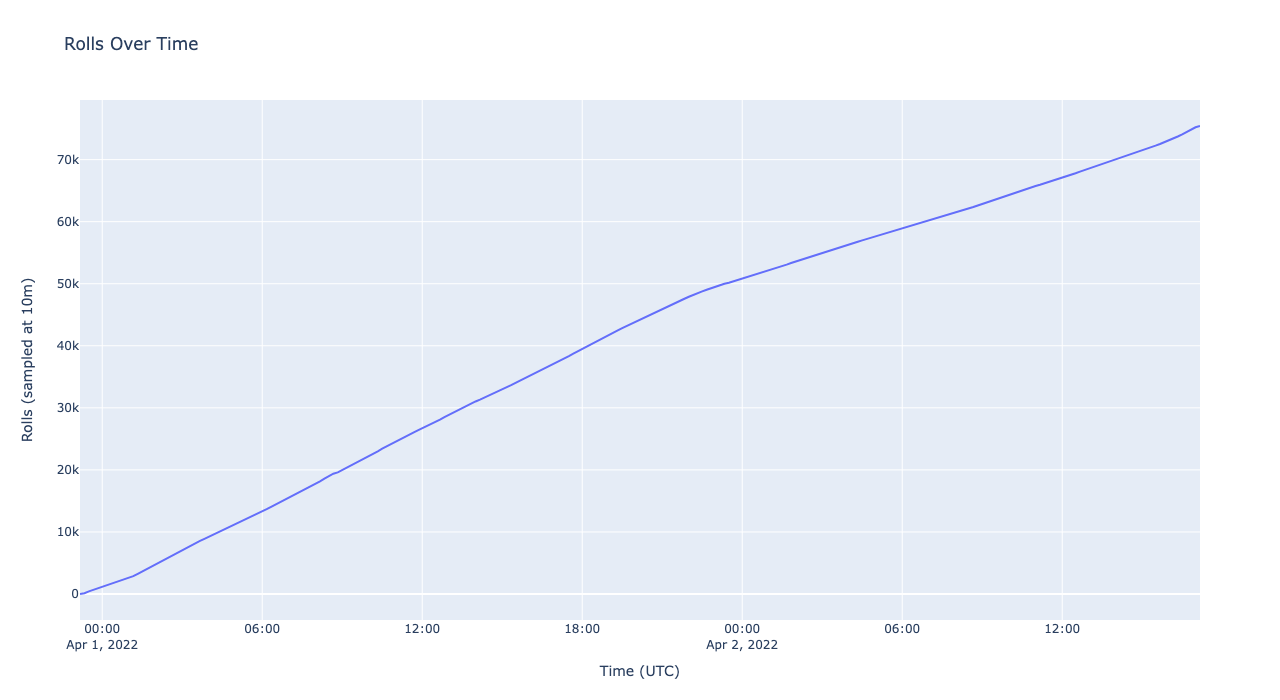 Rolls Over Time
Rolls (sampled at 10m)
70k
60k
50k
40k
30k
20k
10k
0
00:00
Apr 1, 2022
06:00
12:00
18:00
00:00
Apr 2, 2022
06:00
12:00
Time (UTC)